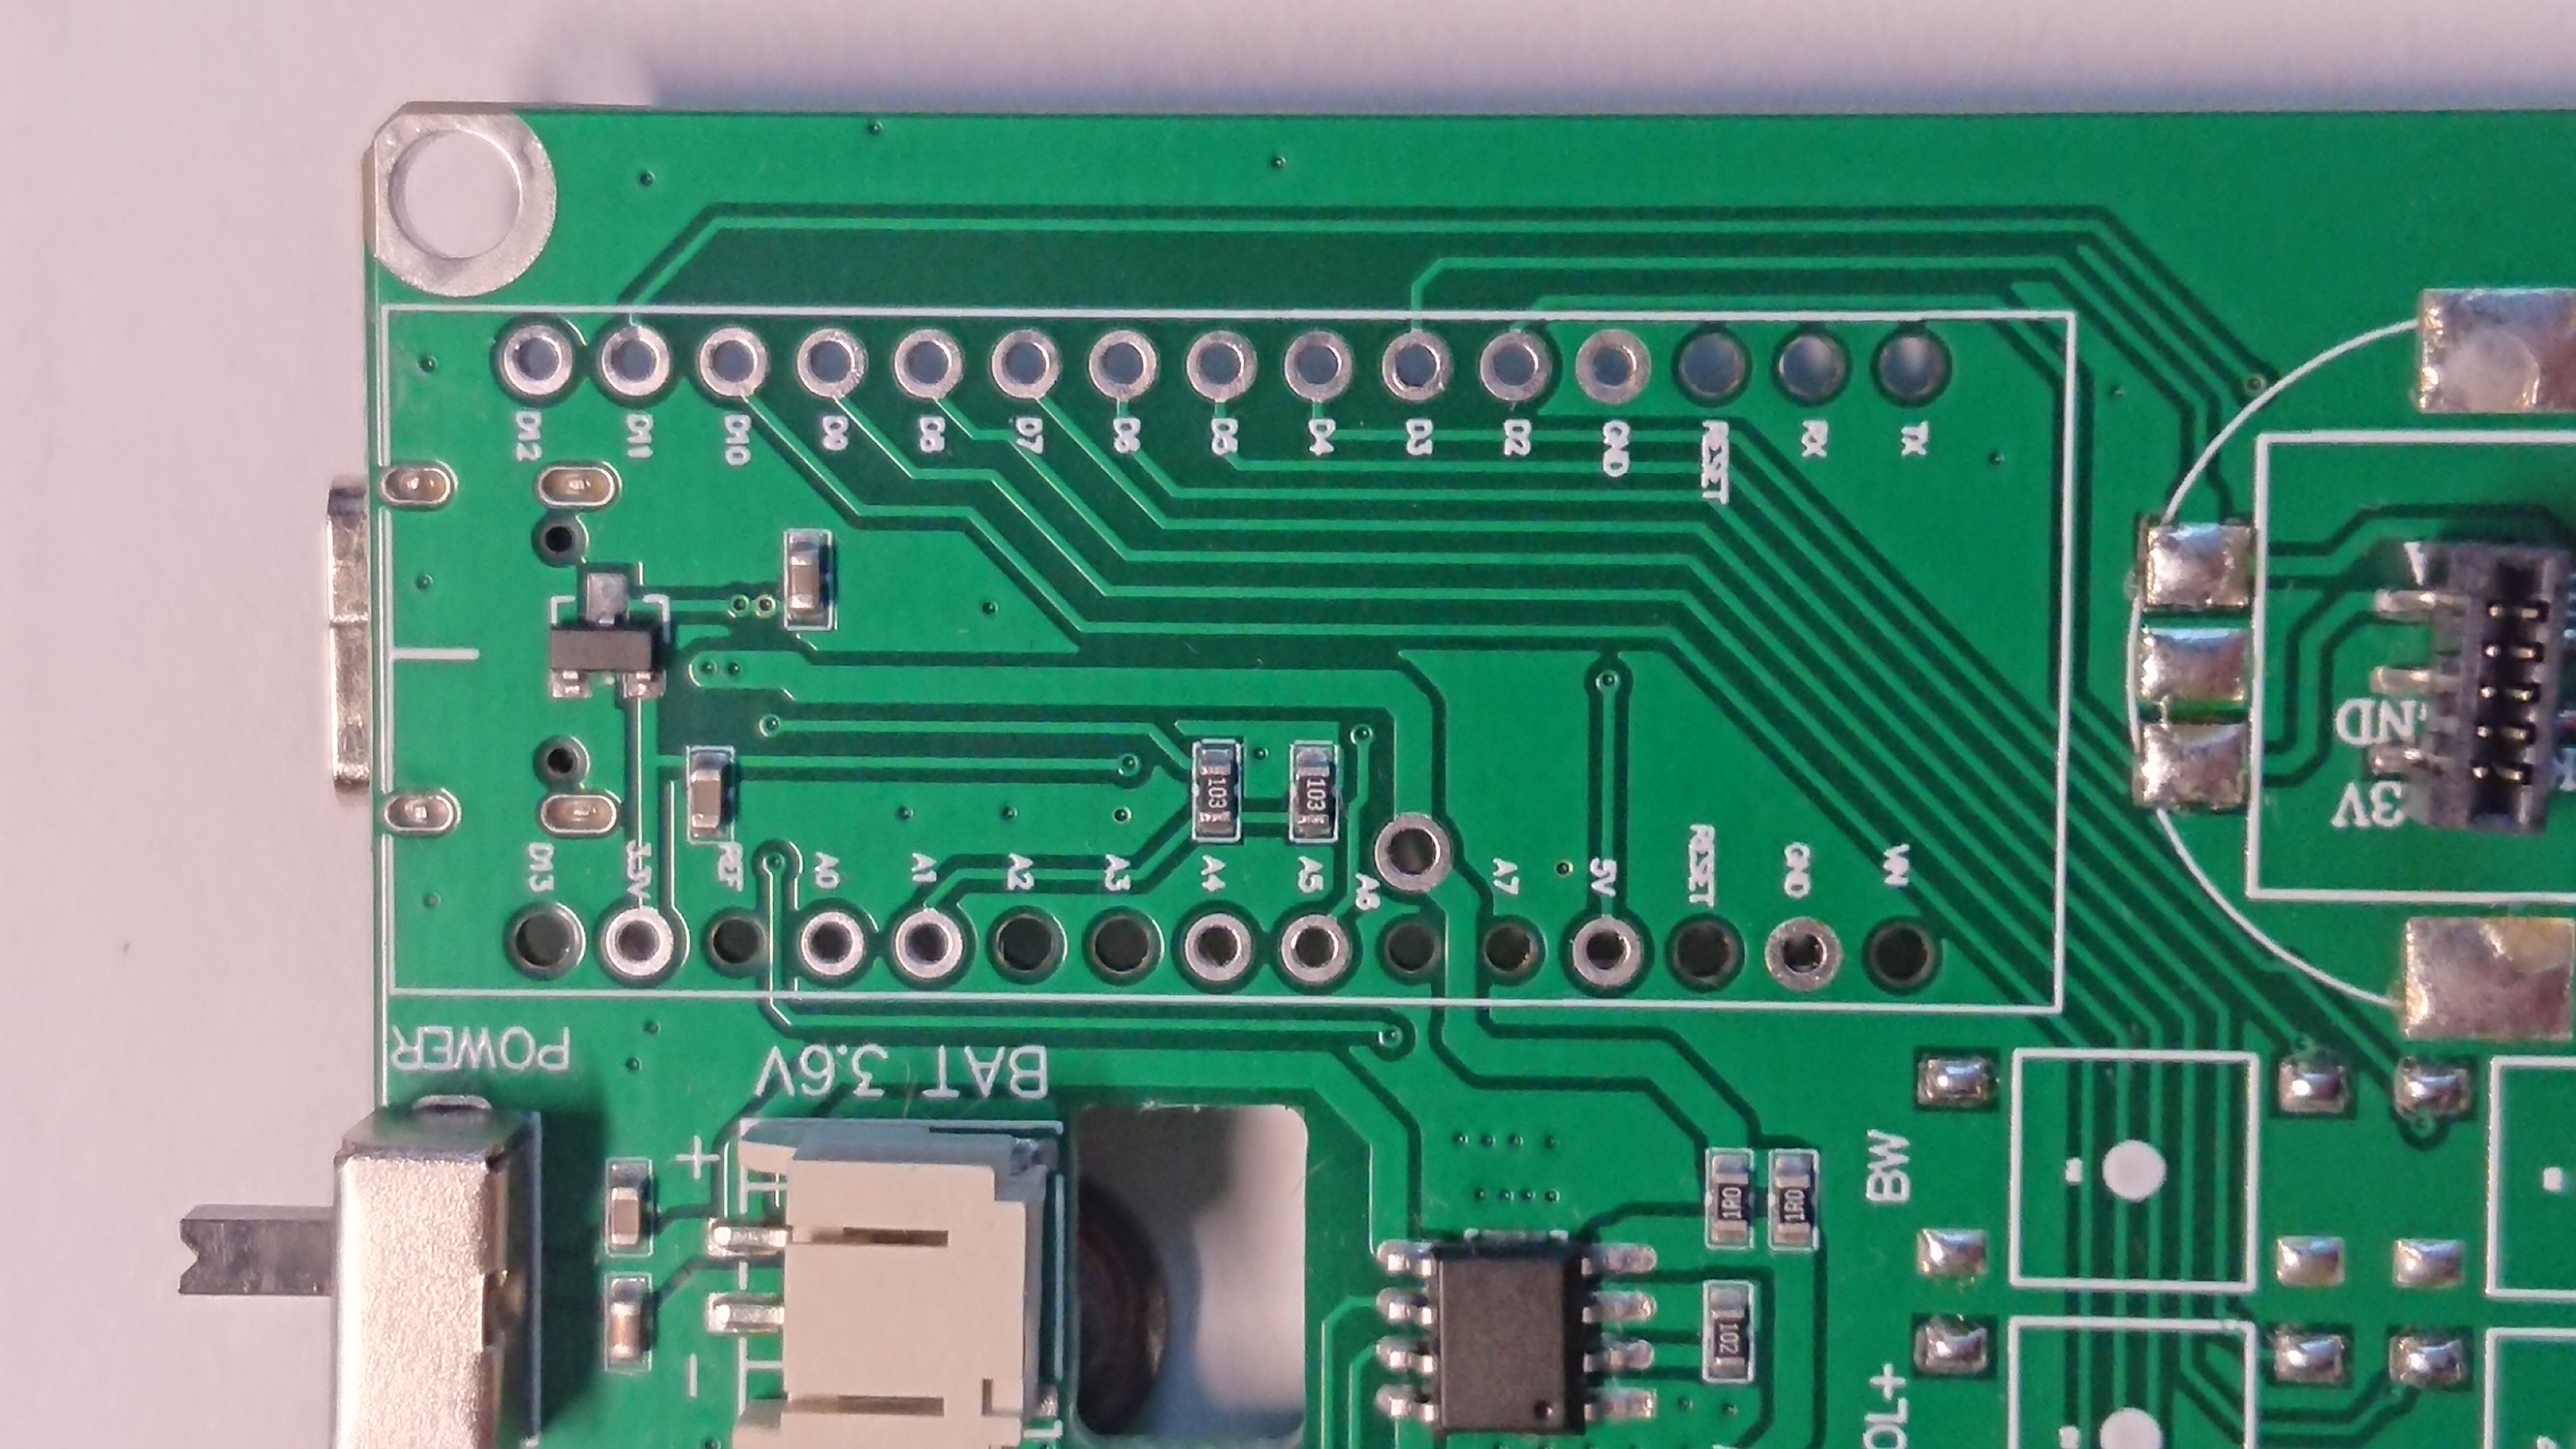 POWER
- +
BAT 3.6V
D13
3.3V
REF
A0
A1
A2
A3
A4
A5
A6
A7
5V
RESET
GND
VIN
D12
D11
D10
D9
D8
D7
D6
D5
D4
D3
D2
GND
RESET
RX
TX
103
103
102
1R0
1R0
OL+
BW
3V
GND